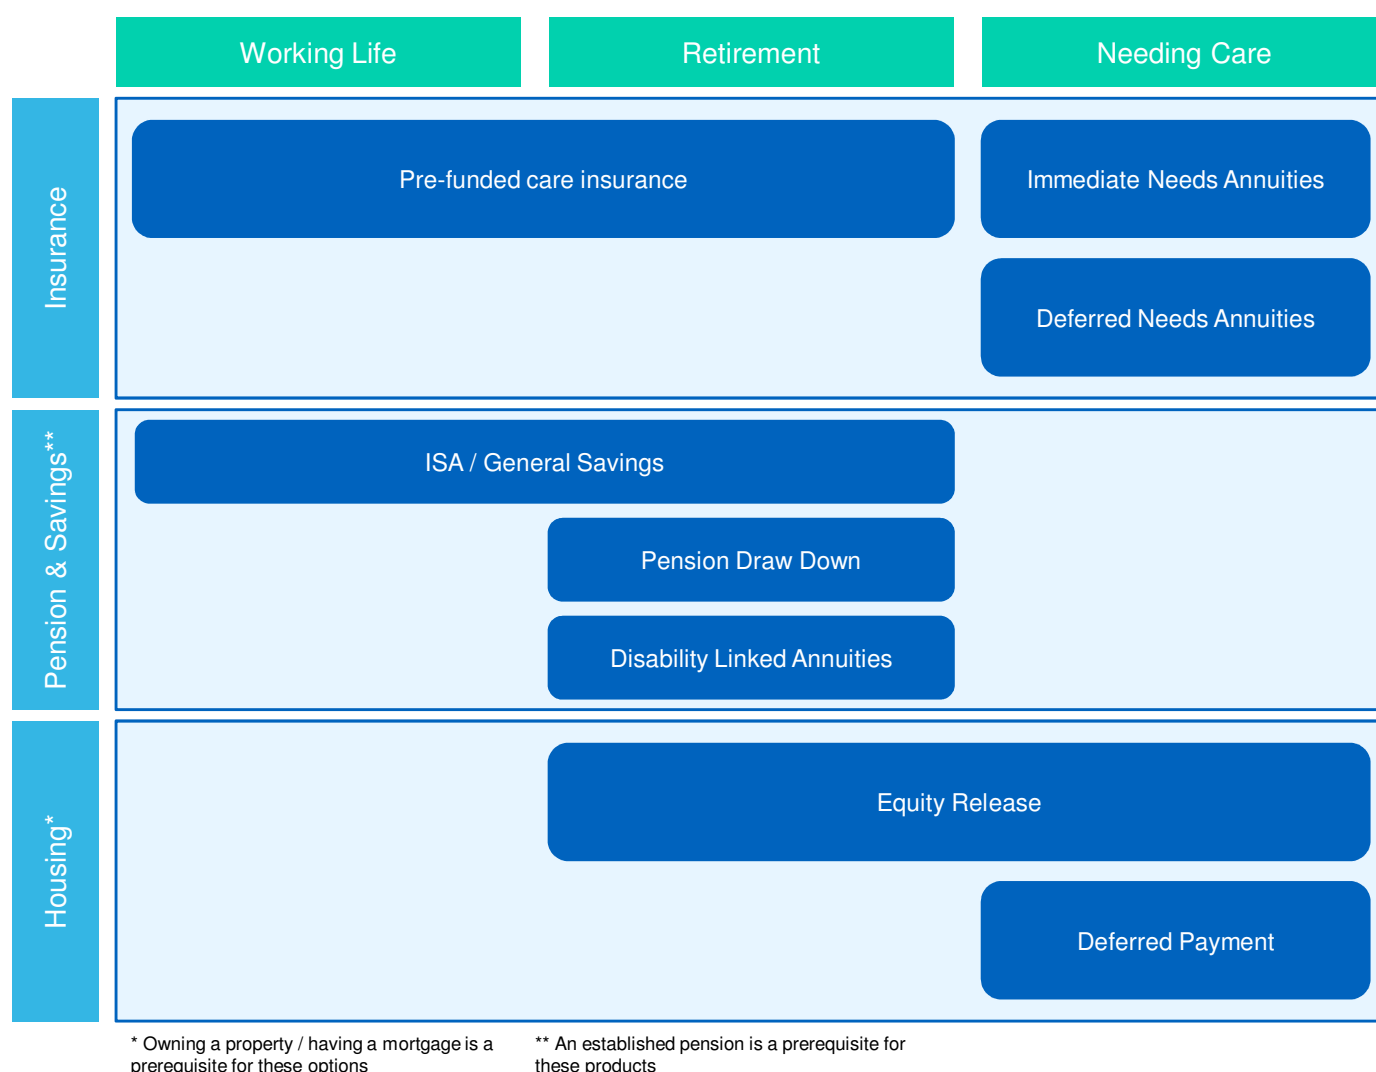 Working Life
Retirement
Needing Care
Insurance
Pre-funded care insurance
Immediate Needs Annuities
Deferred Needs Annuities
Pension & Savings**
ISA / General Savings
Pension Draw Down
Disability Linked Annuities
Housing*
Equity Release
Deferred Payment
* Owning a property / having a mortgage is a
prerequisite for these options
** An established pension is a prerequisite for
these products